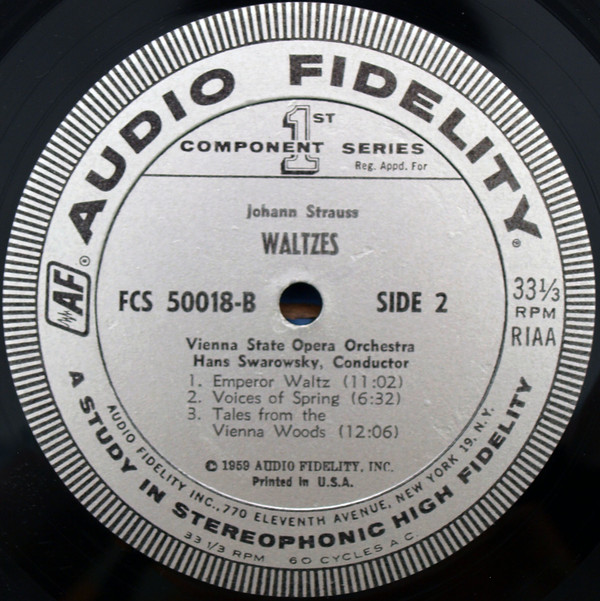 AUDIO FIDELITY®
1ST
COMPONENT SERIES
Reg. Appd. For
Johann Strauss
WALTZES
AF®
FCS 50018-B
SIDE 2
33⅓
RPM
RIAA
Vienna State Opera Orchestra
Hans Swarowsky, Conductor
1. Emperor Waltz (11:02)
2. Voices of Spring (6:32)
3. Tales from the
Vienna Woods (12:06)
© 1959 AUDIO FIDELITY, INC.
Printed in U.S.A.
AUDIO FIDELITY INC., 770 ELEVENTH AVENUE, NEW YORK 19, N.Y.
A STUDY IN STEREOPHONIC HIGH FIDELITY
33 1/3 RPM 60 CYCLES A.C.